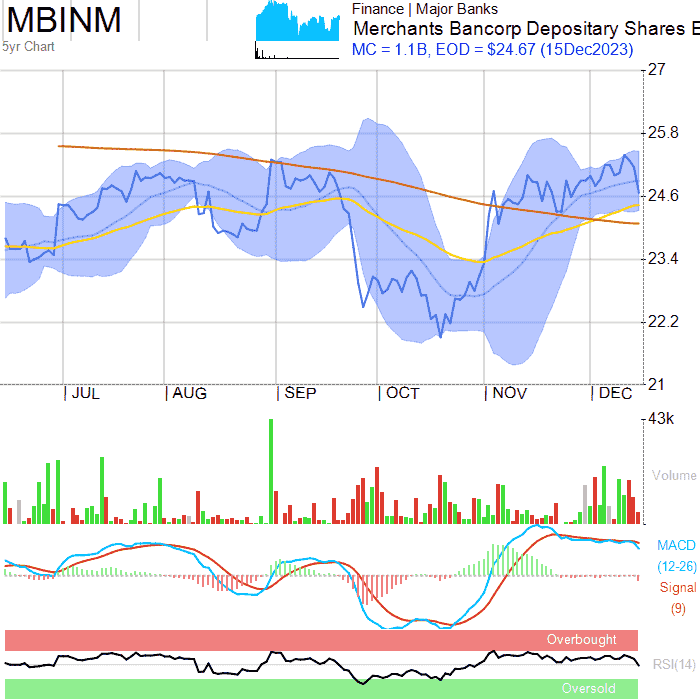 MBINM
5yr Chart
Finance | Major Banks
Merchants Bancorp Depositary Shares E
MC = 1.1B, EOD = $24.67 (15Dec2023)
27
25.8
24.6
23.4
22.2
21
| JUL | AUG | SEP | OCT | NOV | DEC
43k
Volume
MACD
(12-26)
Signal
(9)
Overbought
RSI(14)
Oversold